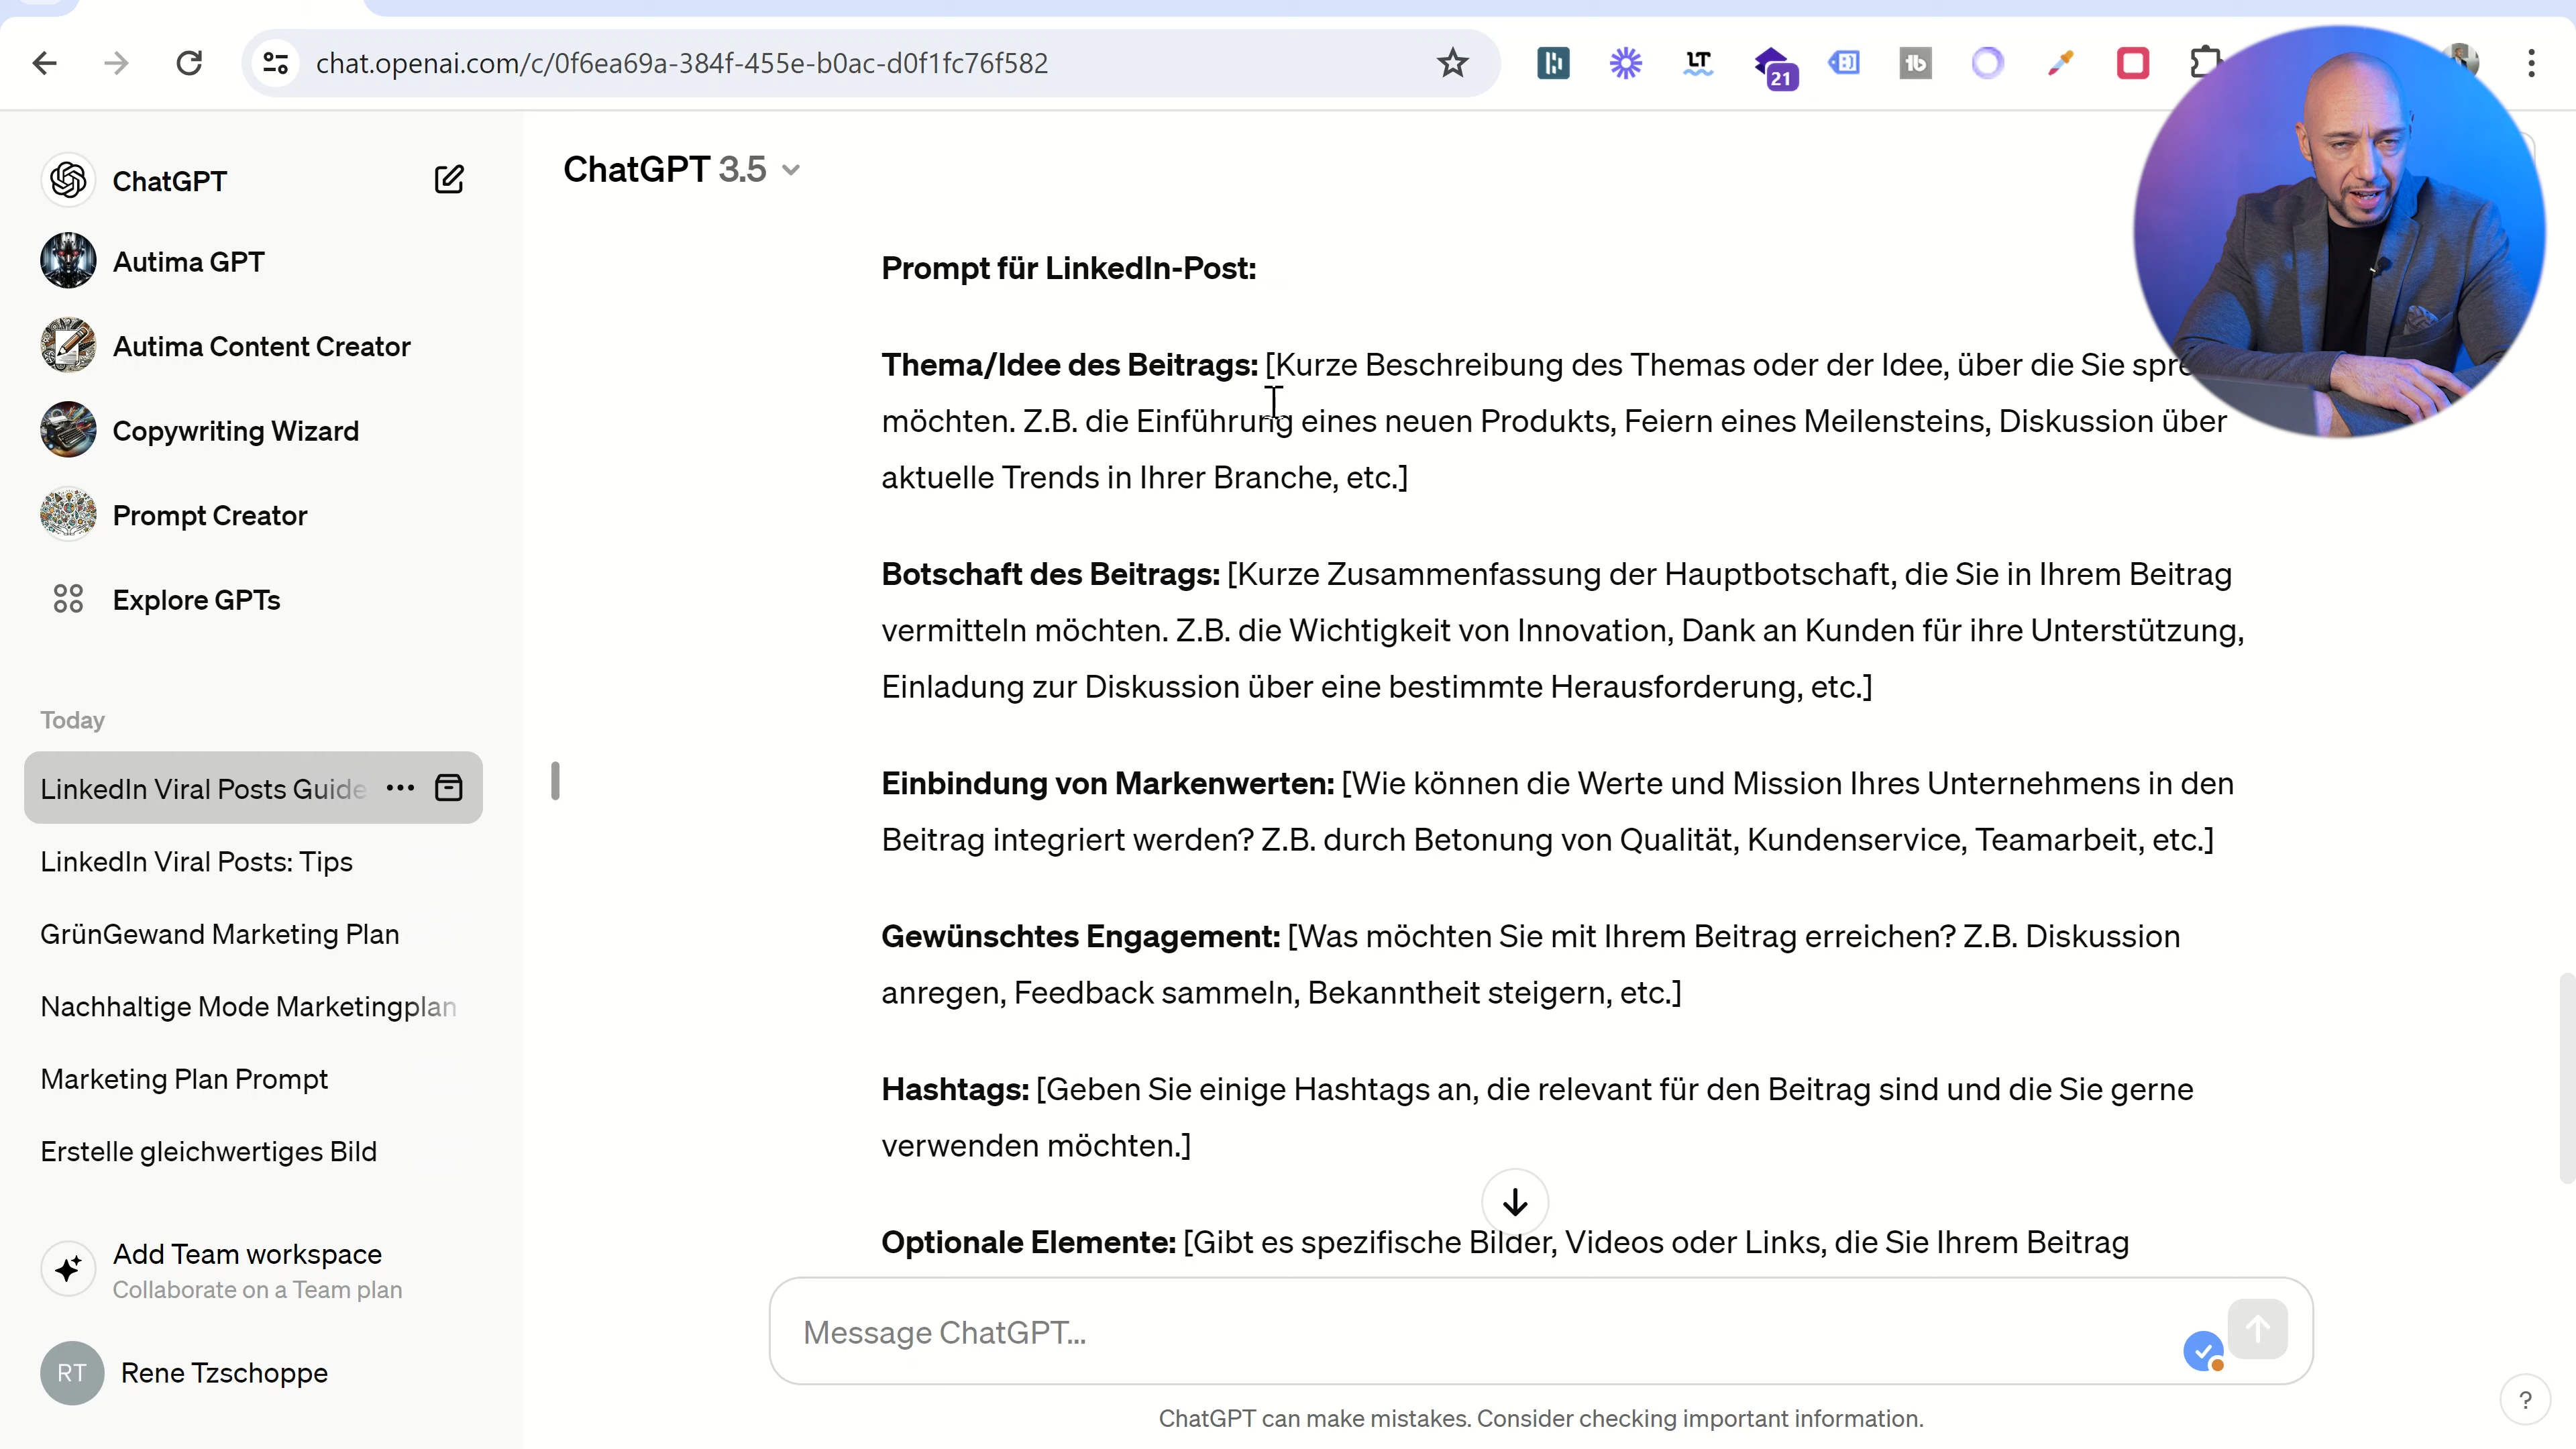 chat.openai.com/c/0f6ea69a-384f-455e-b0ac-d0f1fc76f582
LT
21
ChatGPT
Autima GPT
Autima Content Creator
Copywriting Wizard
Prompt Creator
Explore GPTs
Today
LinkedIn Viral Posts Guide
LinkedIn Viral Posts: Tips
GrünGewand Marketing Plan
Nachhaltige Mode Marketingplan
Marketing Plan Prompt
Erstelle gleichwertiges Bild
Add Team workspace
Collaborate on a Team plan
RT
Rene Tzschoppe
ChatGPT 3.5
Prompt für LinkedIn-Post:
Thema/Idee des Beitrags: [Kurze Beschreibung des Themas oder der Idee, über die Sie spre
möchten. Z.B. die Einführung eines neuen Produkts, Feiern eines Meilensteins, Diskussion über
aktuelle Trends in Ihrer Branche, etc.]
Botschaft des Beitrags: [Kurze Zusammenfassung der Hauptbotschaft, die Sie in Ihrem Beitrag
vermitteln möchten. Z.B. die Wichtigkeit von Innovation, Dank an Kunden für ihre Unterstützung,
Einladung zur Diskussion über eine bestimmte Herausforderung, etc.]
Einbindung von Markenwerten: [Wie können die Werte und Mission Ihres Unternehmens in den
Beitrag integriert werden? Z.B. durch Betonung von Qualität, Kundenservice, Teamarbeit, etc.]
Gewünschtes Engagement: [Was möchten Sie mit Ihrem Beitrag erreichen? Z.B. Diskussion
anregen, Feedback sammeln, Bekanntheit steigern, etc.]
Hashtags: [Geben Sie einige Hashtags an, die relevant für den Beitrag sind und die Sie gerne
verwenden möchten.]
Optionale Elemente: [Gibt es spezifische Bilder, Videos oder Links, die Sie Ihrem Beitrag
Message ChatGPT...
ChatGPT can make mistakes. Consider checking important information.
?